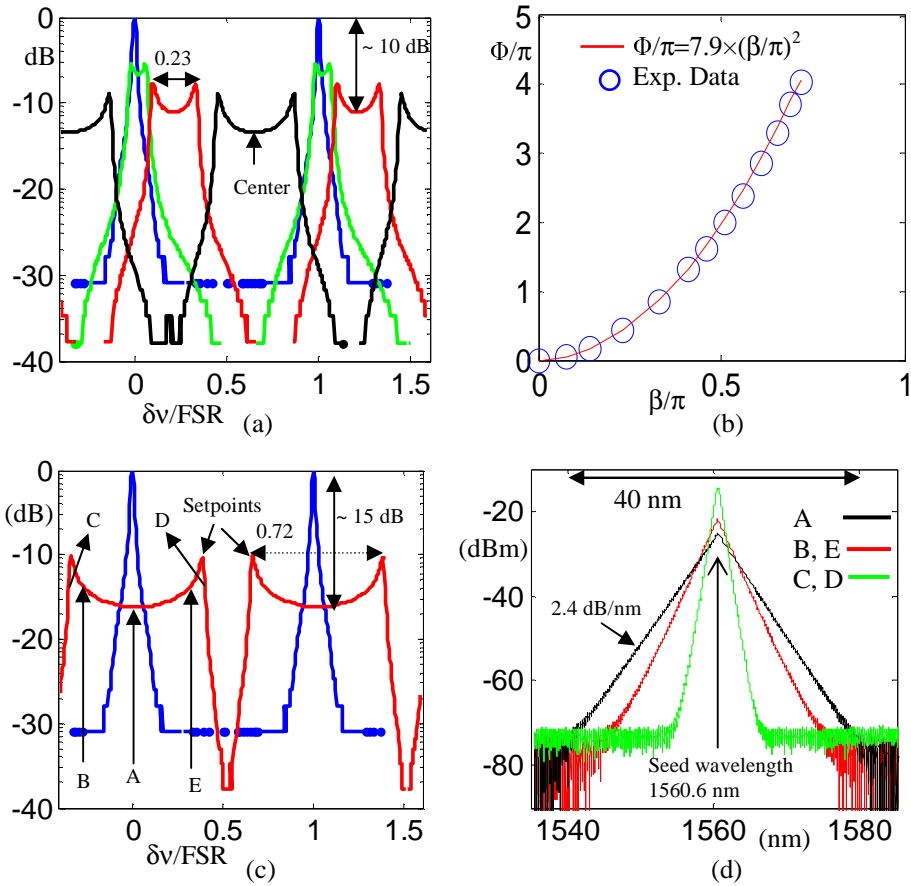 0
dB
-10
-20
-30
-40
0.23
~ 10 dB
Center
0 0.5 1 1.5
δν/FSR
(a)
5
Φ/π
4
3
2
1
0
Φ/π=7.9×(β/π)²
Exp. Data
0 0.5 1
β/π
(b)
0
(dB)
-10
-20
-30
-40
C
D
Setpoints
0.72
~ 15 dB
B
A
E
0 0.5 1 1.5
δν/FSR
(c)
-20
(dBm)
-40
-60
-80
40 nm
A
B, E
C, D
2.4 dB/nm
Seed wavelength
1560.6 nm
1540 1560 (nm) 1580
(d)